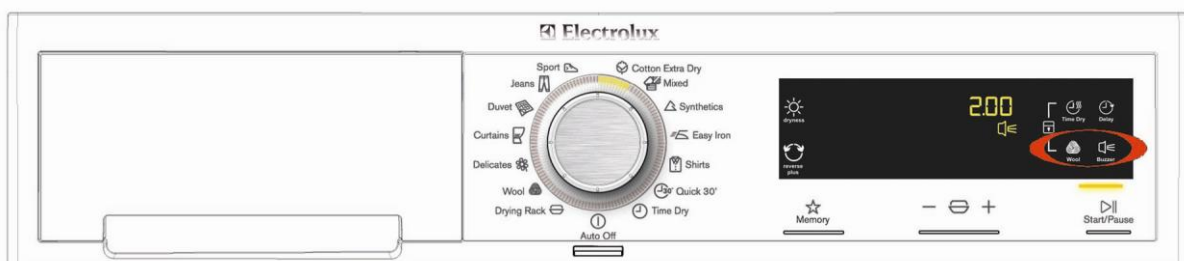 Electrolux
Sport
Cotton Extra Dry
Jeans
Mixed
Duvet
Synthetics
Curtains
Easy Iron
Delicates
Shirts
Wool
30' Quick 30'
Drying Rack
Time Dry
Auto Off
dryness
2.00
Time Dry
Delay
reverse
plus
Wool
Buzzer
Memory
− +
Start/Pause